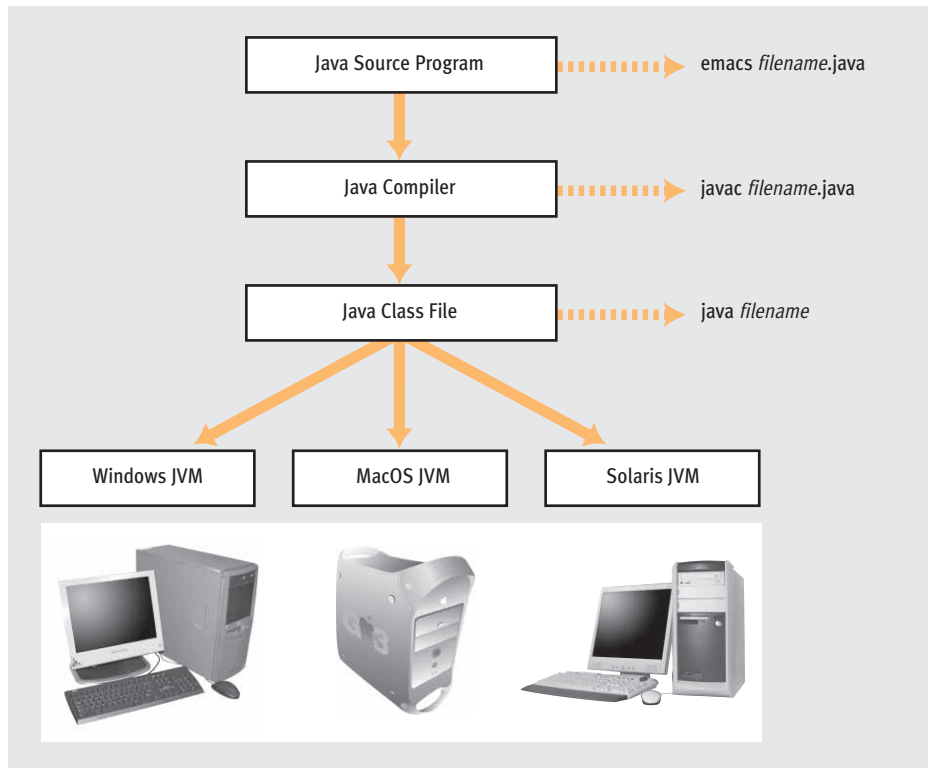 Java Source Program
emacs filename.java
Java Compiler
javac filename.java
Java Class File
java filename
Windows JVM
MacOS JVM
Solaris JVM
G3